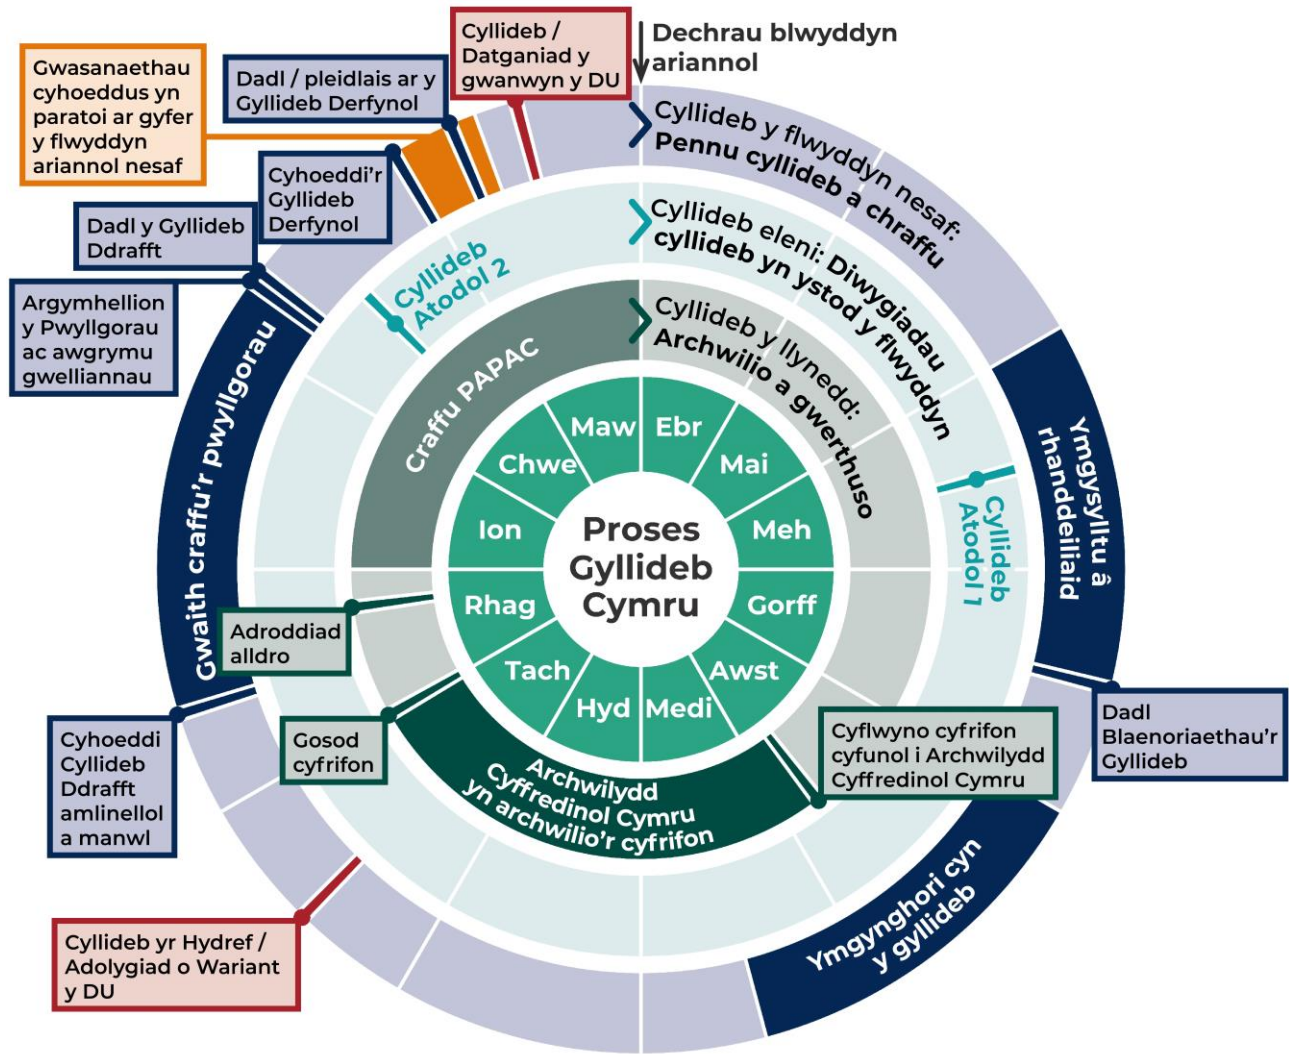 Cyllideb /
Datganiad y
gwanwyn y DU
Dechrau blwyddyn
ariannol
Gwasanaethau
cyhoeddus yn
paratoi ar gyfer
y flwyddyn
ariannol nesaf
Dadl / pleidlais ar y
Gyllideb Derfynol
Cyhoeddi'r
Gyllideb
Derfynol
Dadl y Gyllideb
Ddrafft
Argymhellion
y Pwyllgorau
ac awgrymu
gwelliannau
Cyllideb y flwyddyn nesaf:
Pennu cyllideb a chraffu
Cyllideb eleni: Diwygiadau
cyllideb yn ystod y flwyddyn
Cyllideb y llynedd:
Archwilio a gwerthuso
Cyllideb
Atodol 2
Craffu PAPAC
Gwaith craffu'r pwyllgorau
Ymgysylltu â
rhanddeiliaid
Cyllideb
Atodol 1
Maw
Ebr
Chwe
Mai
Ion
Meh
Proses
Gyllideb
Cymru
Rhag
Gorff
Tach
Awst
Hyd
Medi
Adroddiad
alldro
Gosod
cyfrifon
Cyflwyno cyfrifon
cyfunol i Archwilydd
Cyffredinol Cymru
Dadl
Blaenoriaethau'r
Gyllideb
Cyhoeddi
Cyllideb
Ddrafft
amlinellol
a manwl
Archwilydd
Cyffredinol Cymru
yn archwilio'r cyfrifon
Ymgynghori cyn
y gyllideb
Cyllideb yr Hydref /
Adolygiad o Wariant
y DU